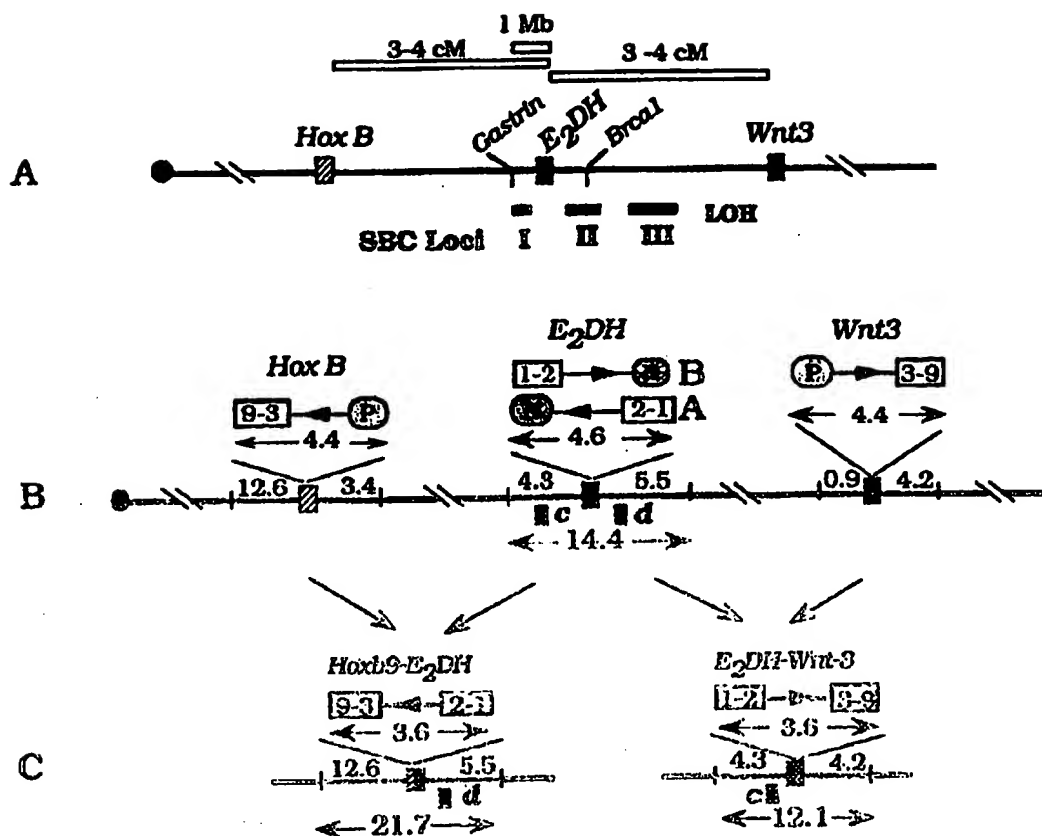 1 Mb
3-4 cM
3-4 cM
Hox B
Gastrin
E2DH
Brca1
Wnt3
A
LOH
SBC Loci I II III
Hox B
E2DH
Wnt3
1-2 B
9-3 P
2-1 A
P 3-9
4.4
4.6
4.4
B
12.6 3.4
4.3 5.5
0.9 4.2
c d
14.4
Hoxb9-E2DH
E2DH-Wnt-3
9-3 2-1
1-2 3-9
3.6
3.6
C
12.6 5.5
4.3 4.2
d
c
21.7
12.1